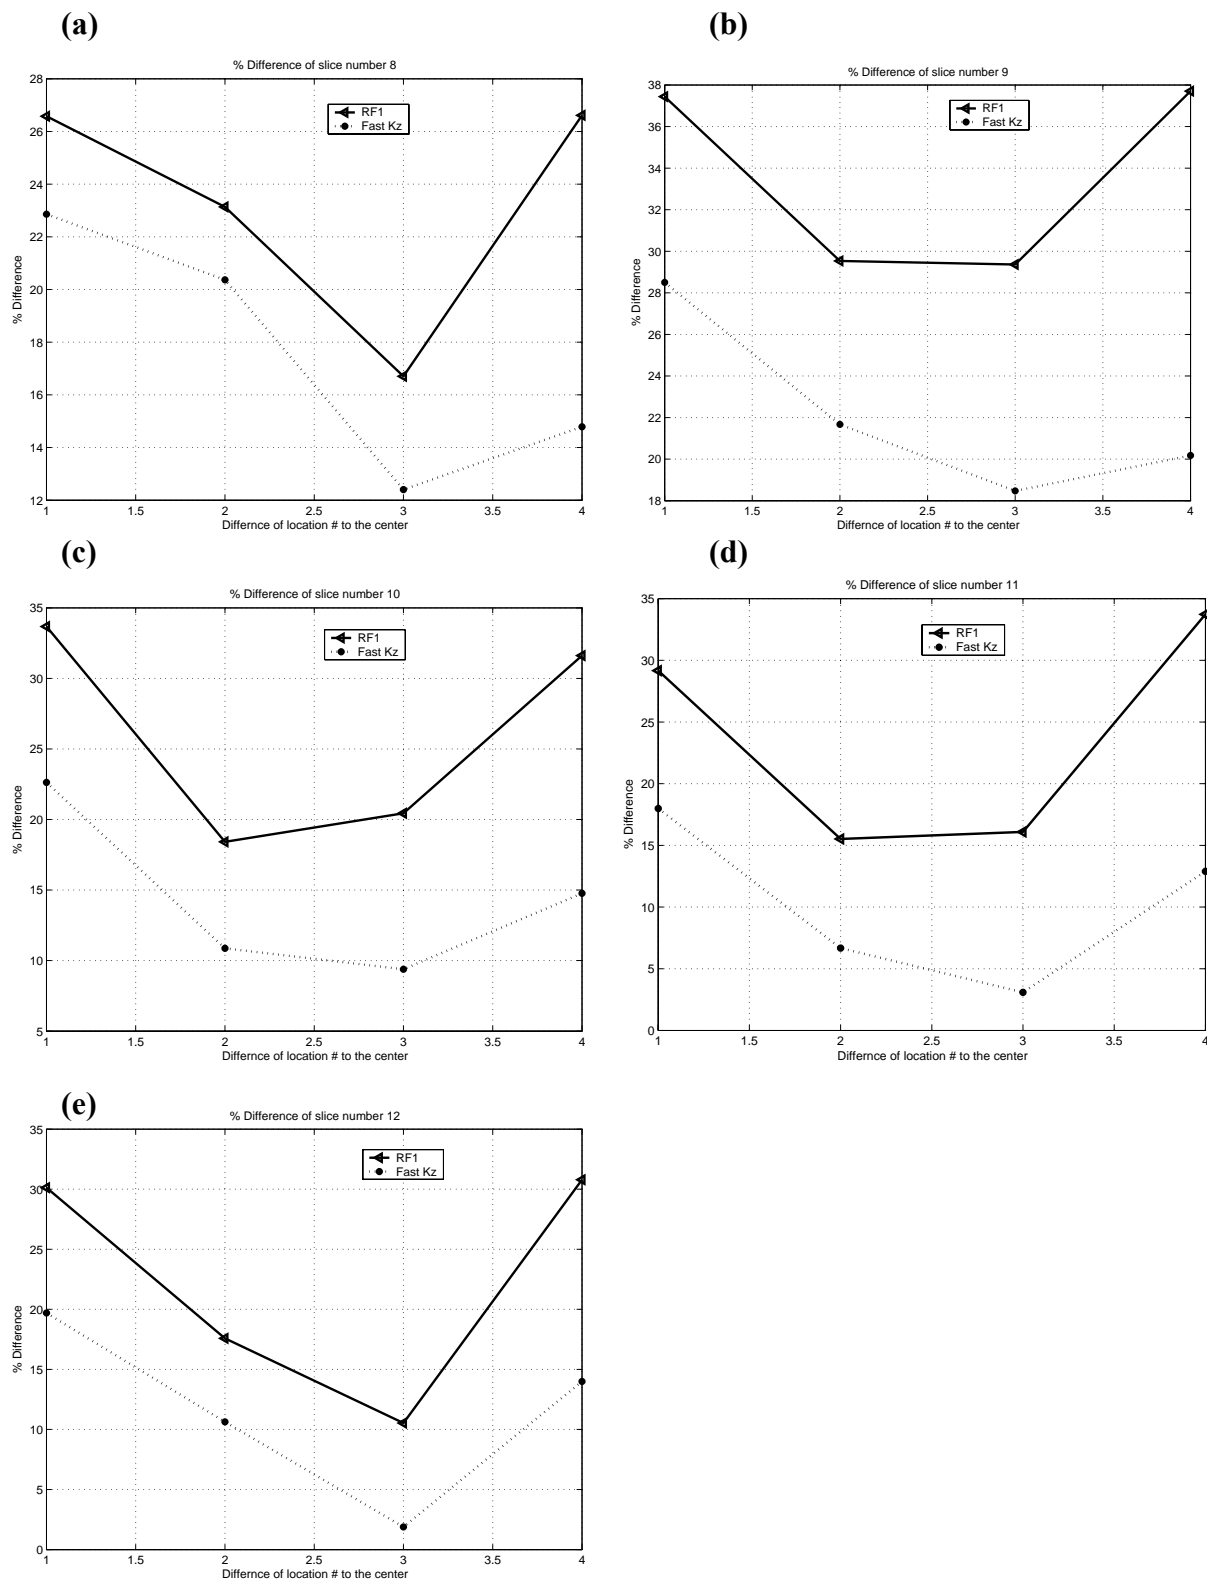 (a)
% Difference of slice number 8
28
26
24
22
20
18
16
14
12
% Difference
RF1
Fast Kz
1 1.5 2 2.5 3 3.5 4
Differnce of location # to the center
(b)
% Difference of slice number 9
38
36
34
32
30
28
26
24
22
20
18
% Difference
RF1
Fast Kz
1 1.5 2 2.5 3 3.5 4
Differnce of location # to the center
(c)
% Difference of slice number 10
35
30
25
20
15
10
5
% Difference
RF1
Fast Kz
1 1.5 2 2.5 3 3.5 4
Differnce of location # to the center
(d)
% Difference of slice number 11
35
30
25
20
15
10
5
0
% Difference
RF1
Fast Kz
1 1.5 2 2.5 3 3.5 4
Differnce of location # to the center
(e)
% Difference of slice number 12
35
30
25
20
15
10
5
0
% Difference
RF1
Fast Kz
1 1.5 2 2.5 3 3.5 4
Differnce of location # to the center